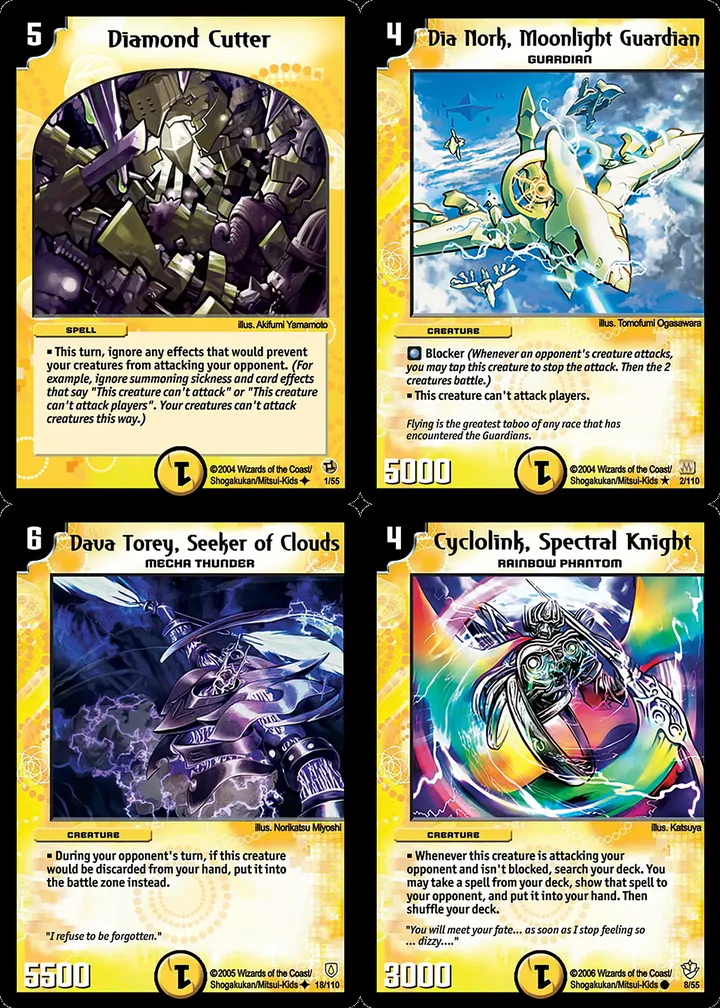 5
Diamond Cutter
illus. Akifumi Yamamoto
SPELL
▪ This turn, ignore any effects that would prevent
your creatures from attacking your opponent. (For
example, ignore summoning sickness and card effects
that say "This creature can't attack" or "This creature
can't attack players". Your creatures can't attack
creatures this way.)
1
©2004 Wizards of the Coast/
Shogakukan/Mitsui-Kids ✦ 1/55
4
Dia Nork, Moonlight Guardian
GUARDIAN
illus. Tomofumi Ogasawara
CREATURE
Blocker (Whenever an opponent's creature attacks,
you may tap this creature to stop the attack. Then the 2
creatures battle.)
▪ This creature can't attack players.
Flying is the greatest taboo of any race that has
encountered the Guardians.
5000
1
©2004 Wizards of the Coast/
Shogakukan/Mitsui-Kids ★ 2/110
6
Dava Torey, Seeker of Clouds
MECHA THUNDER
illus. Norikatsu Miyoshi
CREATURE
▪ During your opponent's turn, if this creature
would be discarded from your hand, put it into
the battle zone instead.
"I refuse to be forgotten."
5500
1
©2005 Wizards of the Coast/
Shogakukan/Mitsui-Kids ✦ 18/110
4
Cyclolink, Spectral Knight
RAINBOW PHANTOM
illus. Katsuya
CREATURE
▪ Whenever this creature is attacking your
opponent and isn't blocked, search your deck. You
may take a spell from your deck, show that spell to
your opponent, and put it into your hand. Then
shuffle your deck.
"You will meet your fate... as soon as I stop feeling so
... dizzy...."
3000
1
©2006 Wizards of the Coast/
Shogakukan/Mitsui-Kids ● 8/55